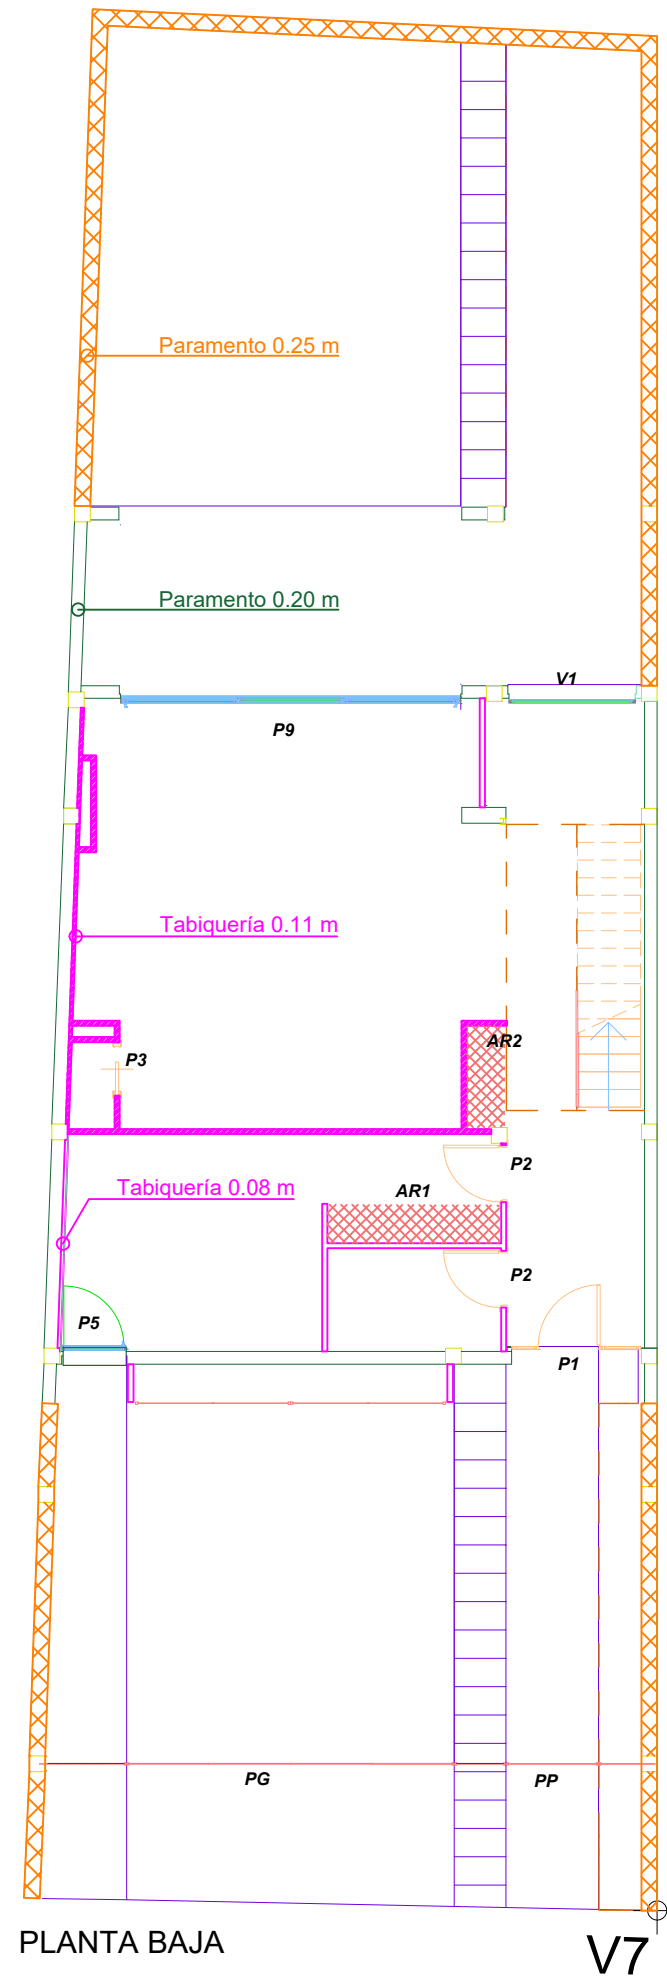 Paramento 0.25 m
Paramento 0.20 m
V1
P9
Tabiquería 0.11 m
AR2
P3
P2
Tabiquería 0.08 m
AR1
P2
P5
P1
PG
PP
PLANTA BAJA
V7